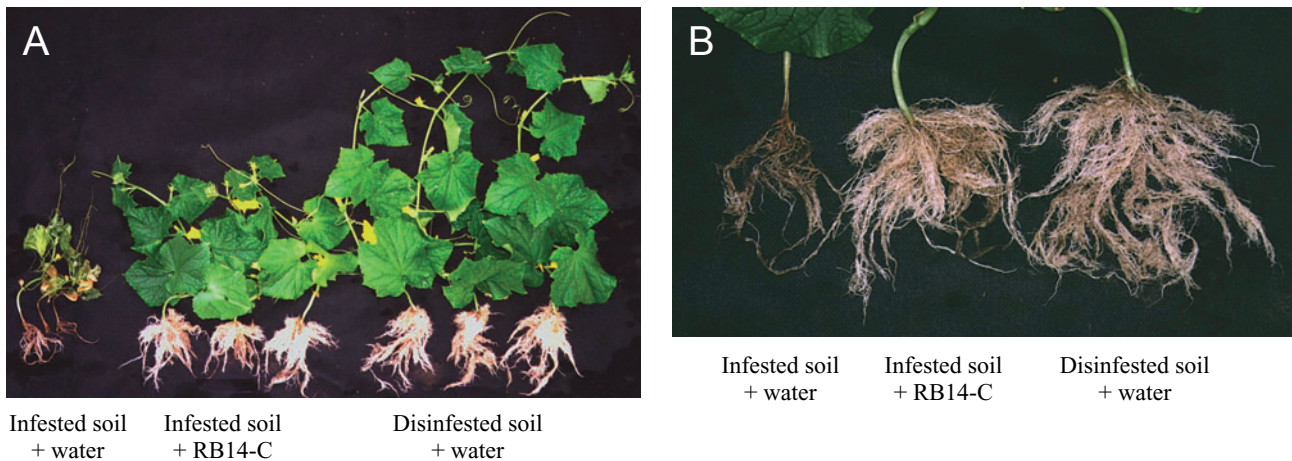 A
Infested soil
+ water
Infested soil
+ RB14-C
Disinfested soil
+ water
B
Infested soil
+ water
Infested soil
+ RB14-C
Disinfested soil
+ water